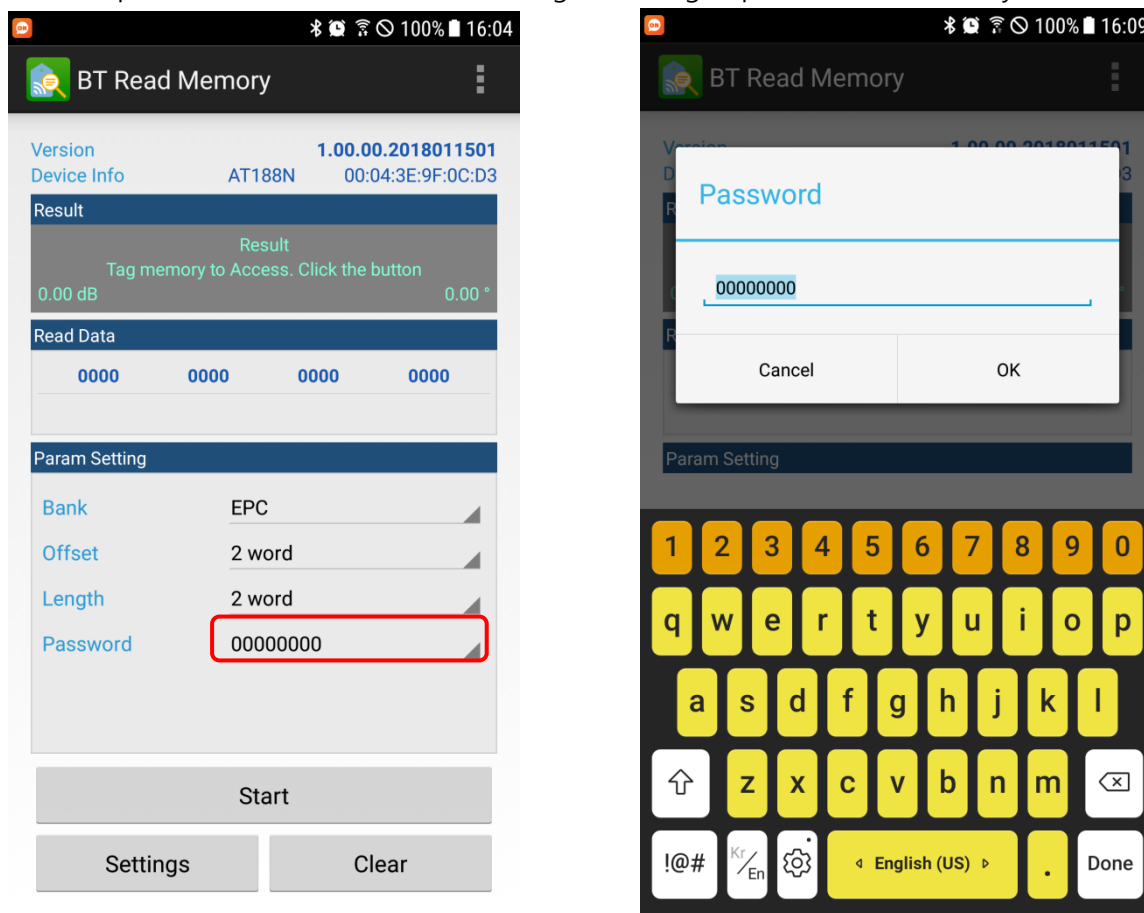 100% 16:04
BT Read Memory
Version 1.00.00.2018011501
Device Info AT188N 00:04:3E:9F:0C:D3
Result
Result
Tag memory to Access. Click the button
0.00 dB 0.00 °
Read Data
0000 0000 0000 0000
Param Setting
Bank EPC
Offset 2 word
Length 2 word
Password 00000000
Start
Settings Clear
100% 16:09
BT Read Memory
Password
00000000
Cancel OK
Param Setting
1 2 3 4 5 6 7 8 9 0
q w e r t y u i o p
a s d f g h j k l
z x c v b n m
!@# Kr/En English (US) . Done